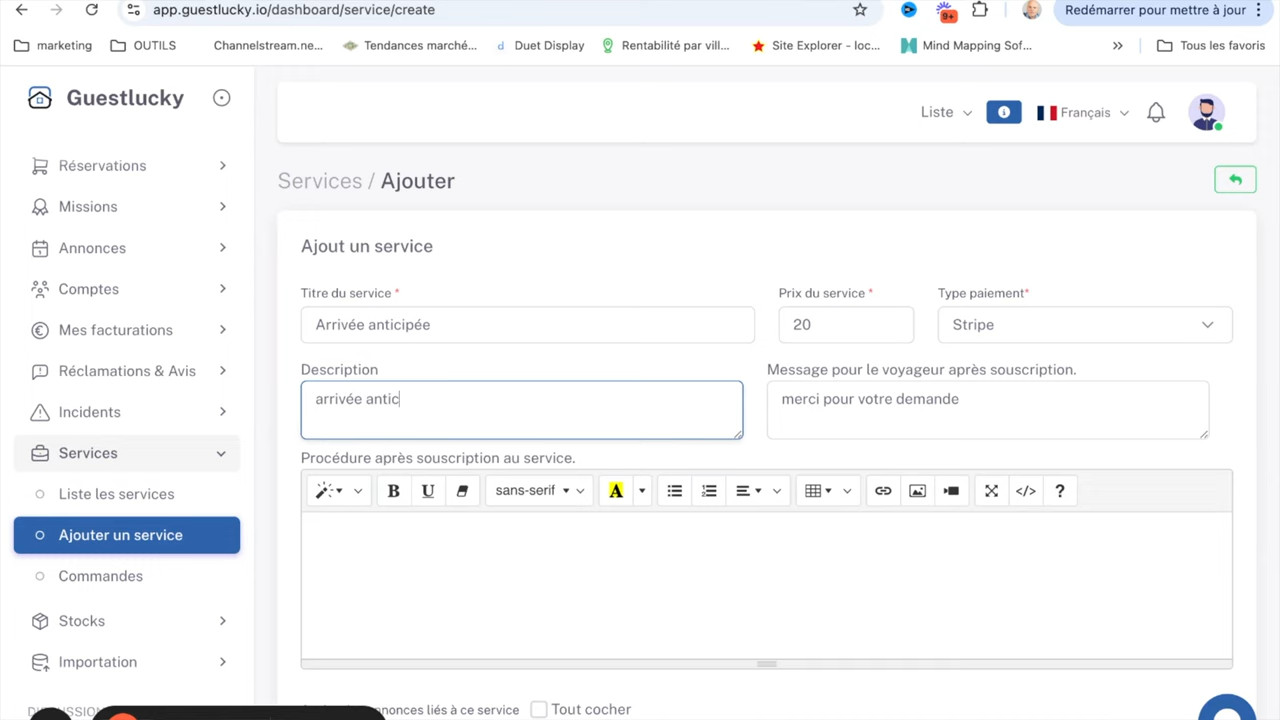 app.guestlucky.io/dashboard/service/create
9+
Redémarrer pour mettre à jour
marketing
OUTILS
Channelstream.ne...
Tendances marché...
d Duet Display
Rentabilité par vill...
Site Explorer - loc...
Mind Mapping Sof...
»
Tous les favoris
Guestlucky
Liste
Français
Réservations
Missions
Annonces
Comptes
Mes facturations
Réclamations & Avis
Incidents
Services
Liste les services
Ajouter un service
Commandes
Stocks
Importation
Services / Ajouter
Ajout un service
Titre du service *
Prix du service *
Type paiement*
Arrivée anticipée
20
Stripe
Description
Message pour le voyageur après souscription.
arrivée antic
merci pour votre demande
Procédure après souscription au service.
B U sans-serif A </> ?
annonces liés à ce service
Tout cocher